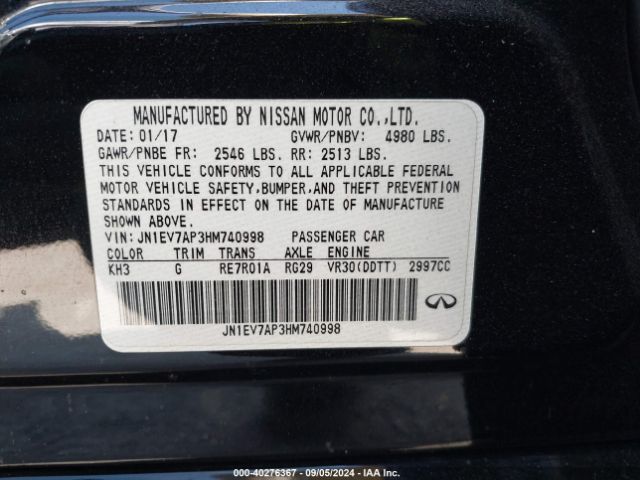 MANUFACTURED BY NISSAN MOTOR CO.,LTD.
DATE: 01/17 GVWR/PNBV: 4980 LBS.
GAWR/PNBE FR: 2546 LBS. RR: 2513 LBS.
THIS VEHICLE CONFORMS TO ALL APPLICABLE FEDERAL
MOTOR VEHICLE SAFETY,BUMPER,AND THEFT PREVENTION
STANDARDS IN EFFECT ON THE DATE OF MANUFACTURE
SHOWN ABOVE.
VIN: JN1EV7AP3HM740998 PASSENGER CAR
COLOR TRIM TRANS AXLE ENGINE
KH3 G RE7R01A RG29 VR30(DDTT) 2997CC
JN1EV7AP3HM740998
000-40276367 - 09/05/2024 - IAAI.com